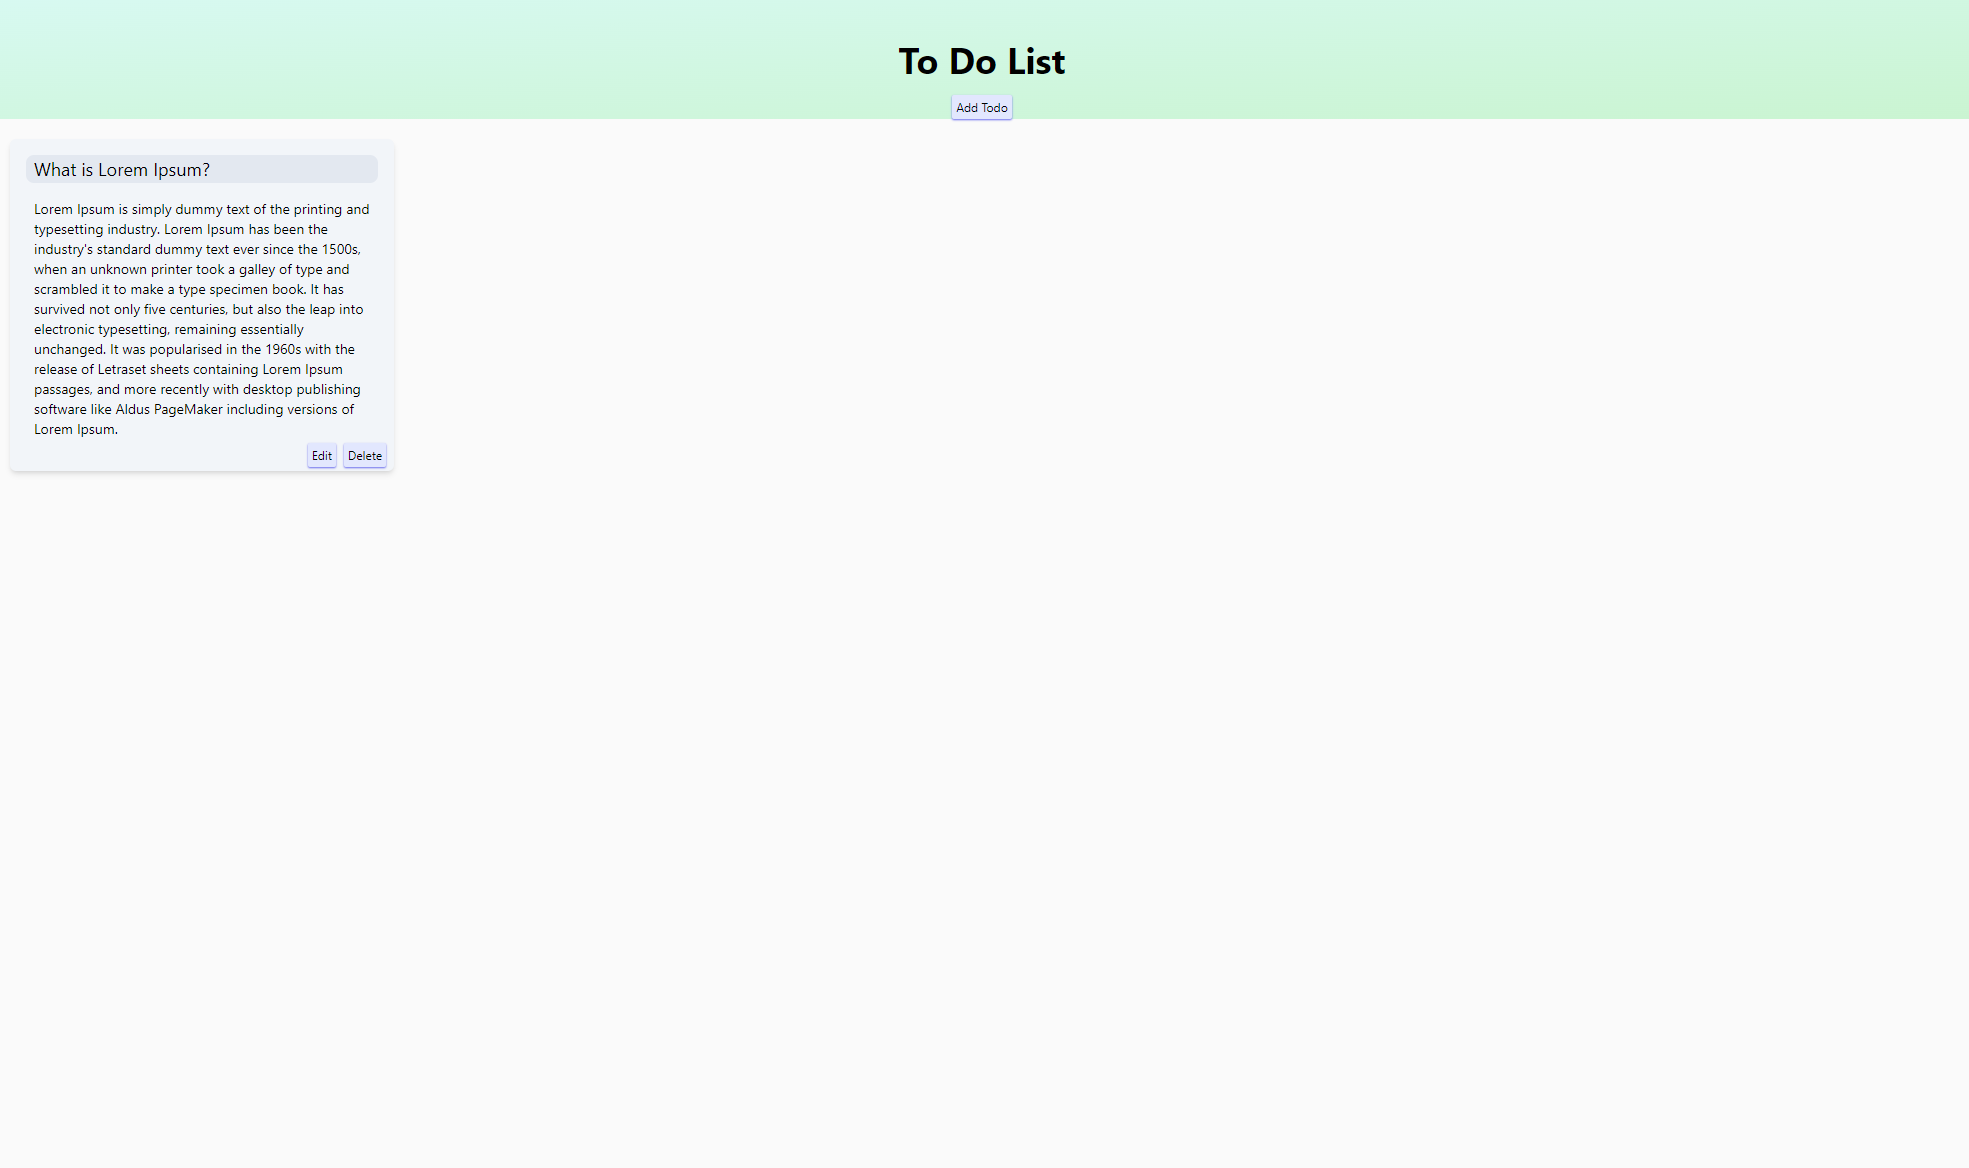 To Do List
Add Todo
What is Lorem Ipsum?
Lorem Ipsum is simply dummy text of the printing and
typesetting industry. Lorem Ipsum has been the
industry's standard dummy text ever since the 1500s,
when an unknown printer took a galley of type and
scrambled it to make a type specimen book. It has
survived not only five centuries, but also the leap into
electronic typesetting, remaining essentially
unchanged. It was popularised in the 1960s with the
release of Letraset sheets containing Lorem Ipsum
passages, and more recently with desktop publishing
software like Aldus PageMaker including versions of
Lorem Ipsum.
Edit Delete